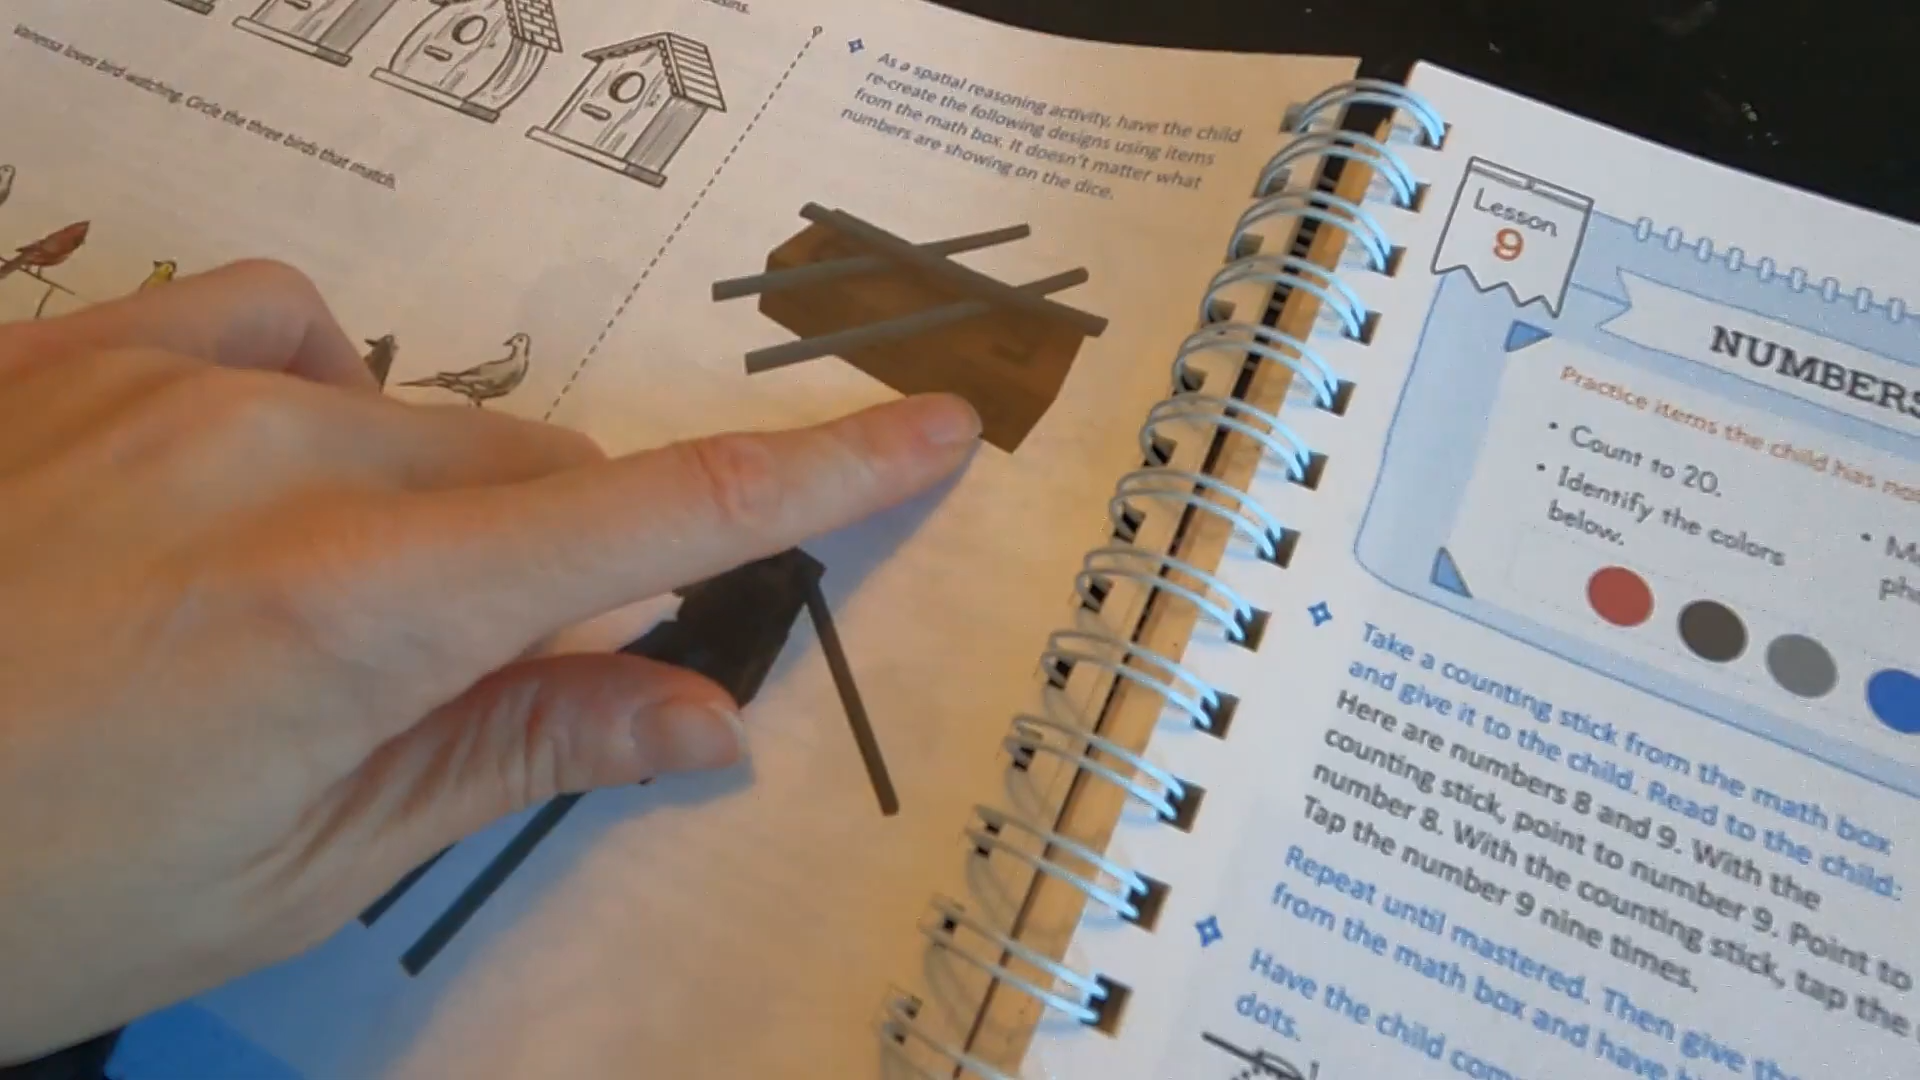 Vanessa loves bird watching. Circle the three birds that match.
As a spatial reasoning activity, have the child
re-create the following designs using items
from the math box. It doesn't matter what
numbers are showing on the dice.
Lesson
9
NUMBERS
Practice items the child has
• Count to 20.
• Identify the colors
below.
Take a counting stick from the math box
and give it to the child. Read to the child:
Here are numbers 8 and 9. With the
counting stick, point to number 9. Point to
number 8. With the counting stick, tap the
Tap the number 9 nine times.
Repeat until mastered. Then give the
from the math box and have
Have the child
dots.